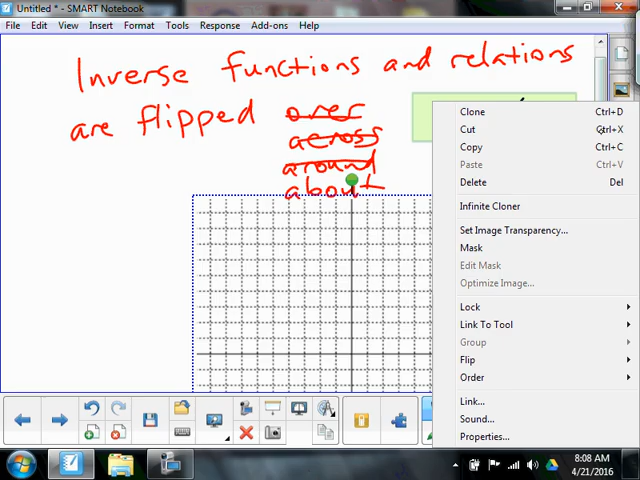 Untitled * - SMART Notebook
File Edit View Insert Format Tools Response Add-ons Help
Inverse functions and relations
are flipped over
across
around
about
Clone Ctrl+D
Cut Ctrl+X
Copy Ctrl+C
Paste Ctrl+V
Delete Del
Infinite Cloner
Set Image Transparency...
Mask
Edit Mask
Optimize Image...
Lock
Link To Tool
Group
Flip
Order
Link...
Sound...
Properties...
8:08 AM
4/21/2016